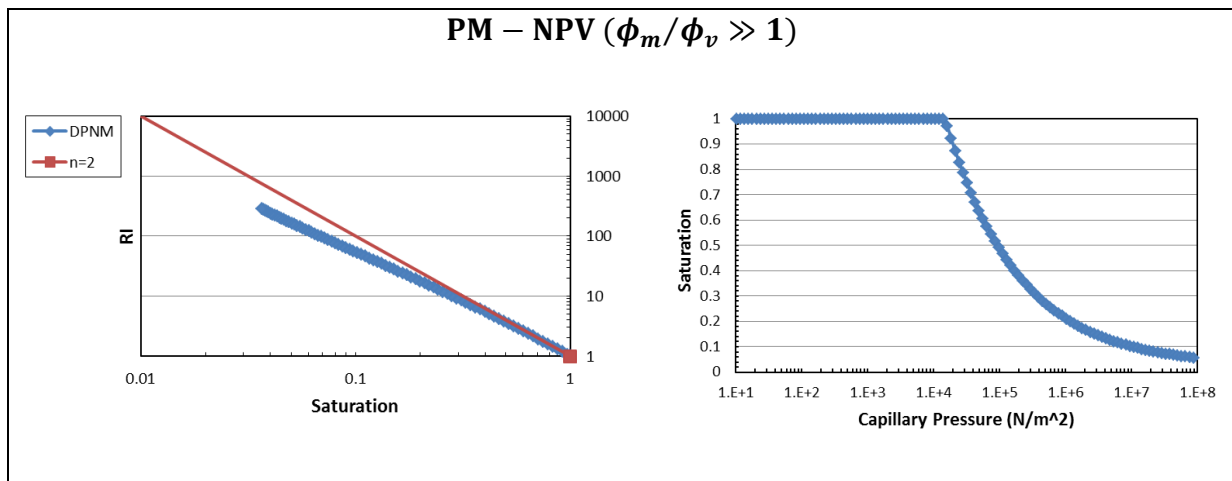 PM − NPV (ϕm/ϕv ≫ 1)
DPNM
n=2
RI
10000
1000
100
10
1
0.01
0.1
1
Saturation
Saturation
1
0.9
0.8
0.7
0.6
0.5
0.4
0.3
0.2
0.1
0
1.E+1
1.E+2
1.E+3
1.E+4
1.E+5
1.E+6
1.E+7
1.E+8
Capillary Pressure (N/m^2)